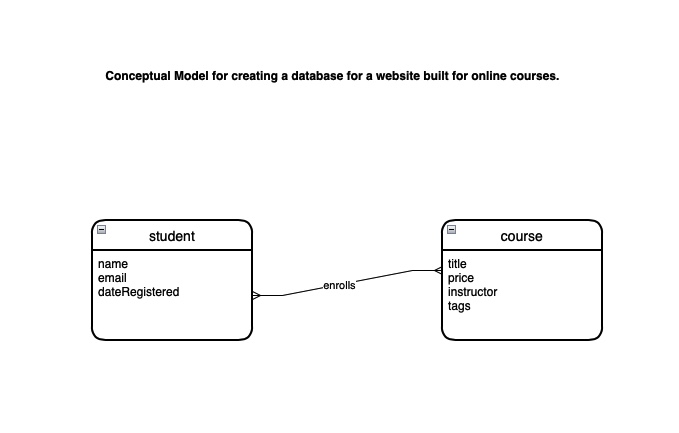 Conceptual Model for creating a database for a website built for online courses.
student
name
email
dateRegistered
enrolls
course
title
price
instructor
tags